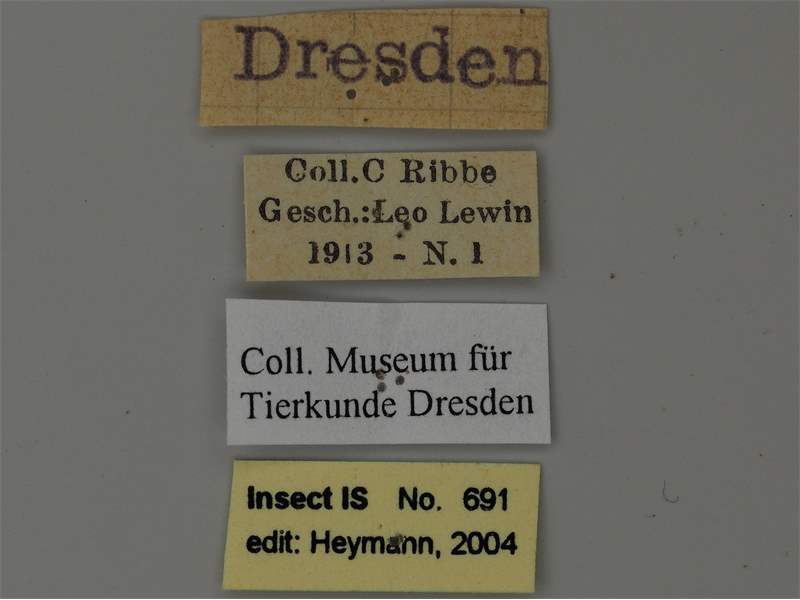 Dresden
Coll.C Ribbe
Gesch.:Leo Lewin
1913 - N. 1
Coll. Museum für
Tierkunde Dresden
Insect IS No. 691
edit: Heymann, 2004